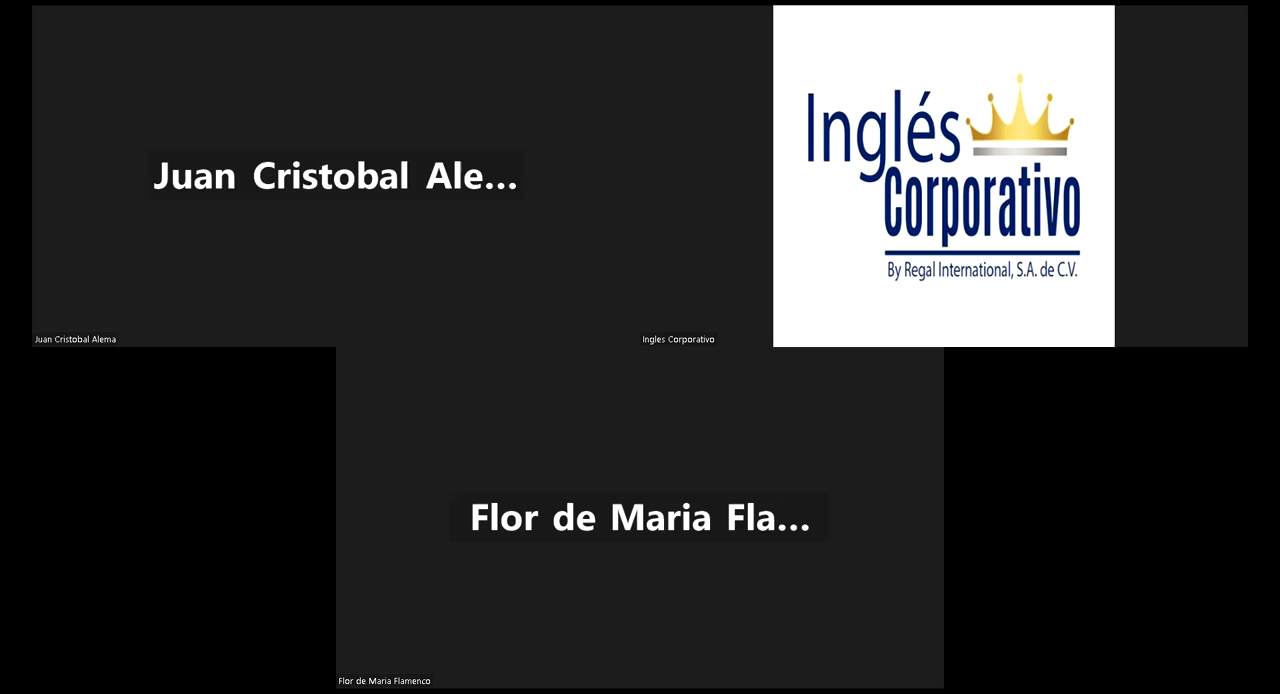 Juan Cristobal Ale...
Juan Cristobal Alema
Inglés
Corporativo
By Regal International, S.A. de C.V.
Ingles Corporativo
Flor de Maria Fla...
Flor de Maria Flamenco